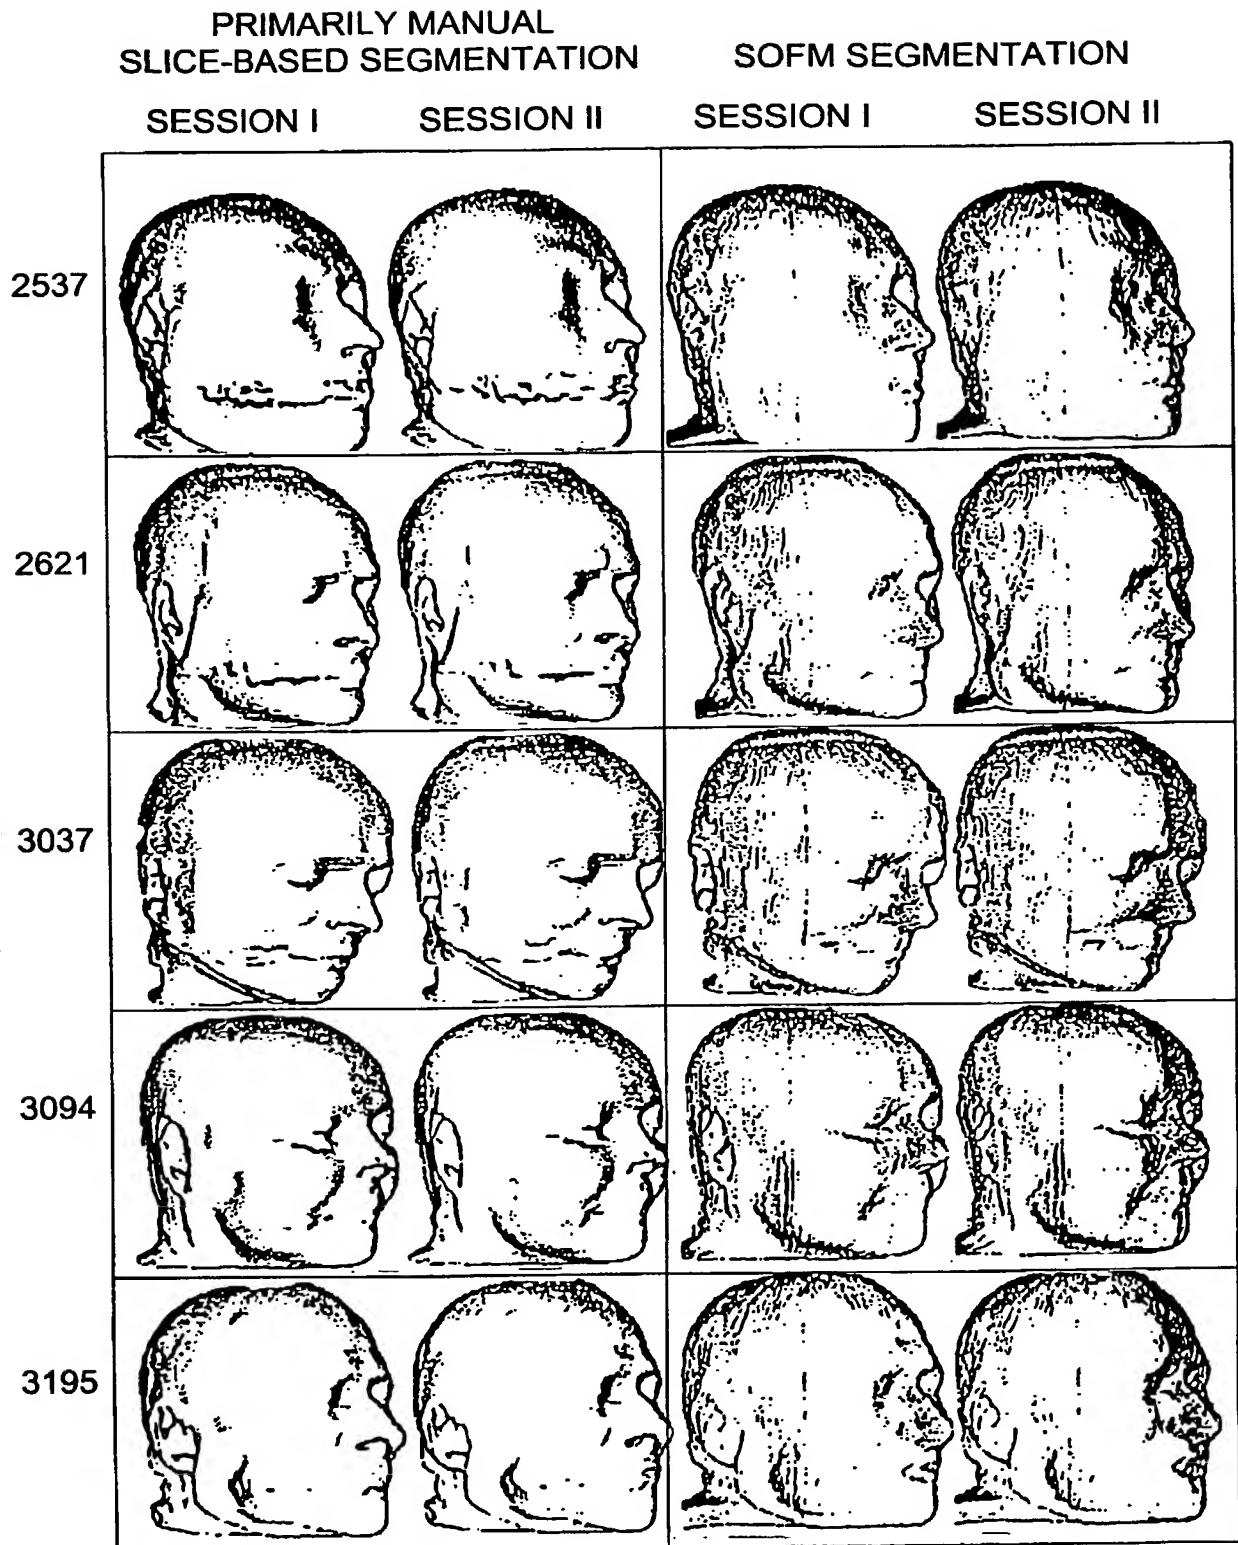 PRIMARILY MANUAL
SLICE-BASED SEGMENTATION
SOFM SEGMENTATION
SESSION I
SESSION II
SESSION I
SESSION II
2537
2621
3037
3094
3195